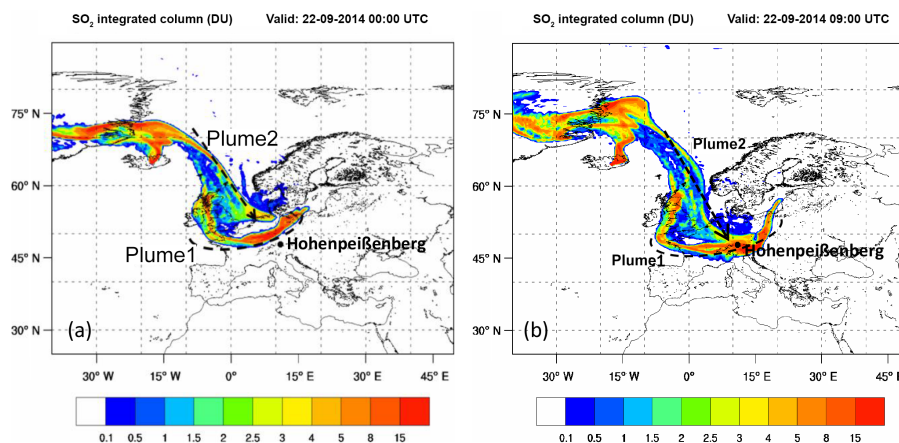 SO2 integrated column (DU) Valid: 22-09-2014 00:00 UTC
75° N
60° N
45° N
30° N
Plume2
Plume1
Hohenpeißenberg
(a)
30° W 15° W 0° 15° E 30° E 45° E
0.1 0.5 1 1.5 2 2.5 3 4 5 8 15
SO2 integrated column (DU) Valid: 22-09-2014 09:00 UTC
75° N
60° N
45° N
30° N
Plume2
Plume1
Hohenpeißenberg
(b)
30° W 15° W 0° 15° E 30° E 45° E
0.1 0.5 1 1.5 2 2.5 3 4 5 8 15